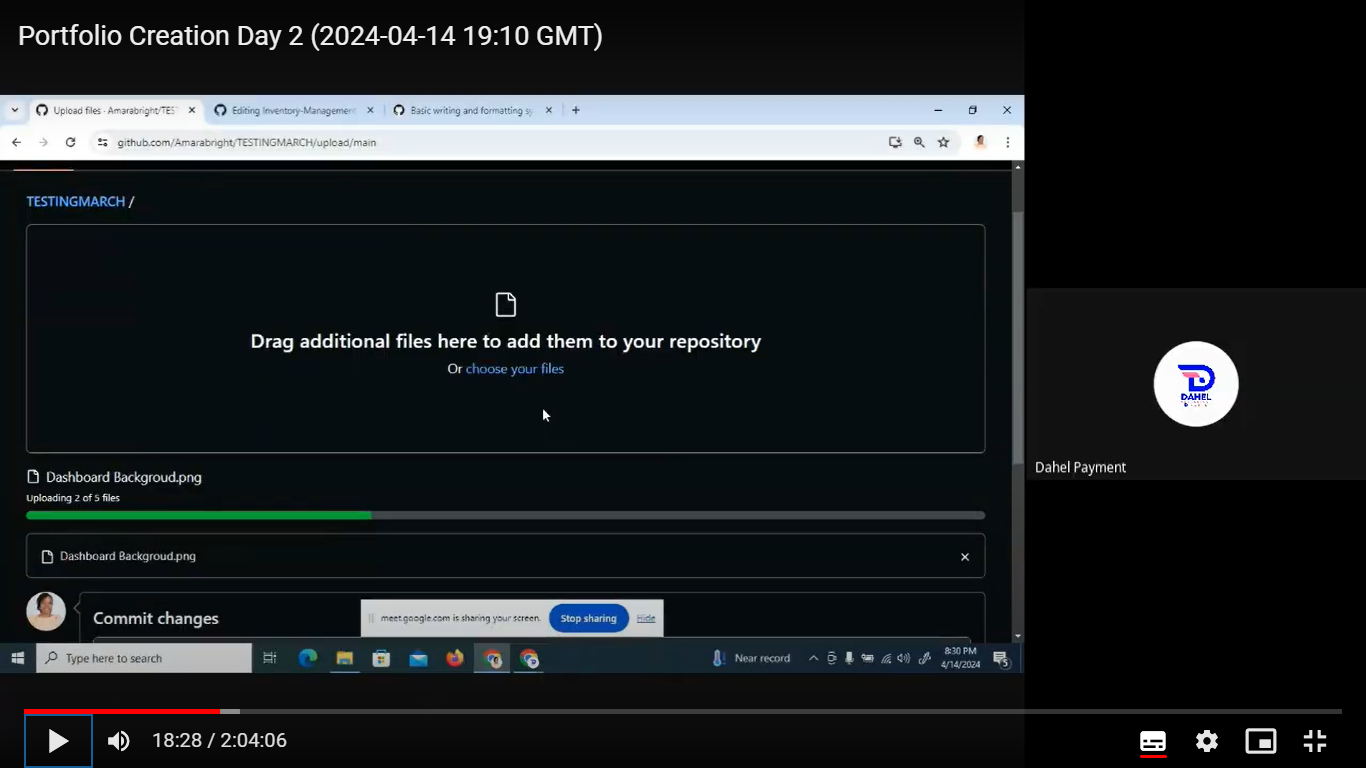 Portfolio Creation Day 2 (2024-04-14 19:10 GMT)
Upload files · Amarabright/TES
Editing Inventory-Management
Basic writing and formatting sy
github.com/Amarabright/TESTINGMARCH/upload/main
TESTINGMARCH /
Drag additional files here to add them to your repository
Or choose your files
Dashboard Backgroud.png
Uploading 2 of 5 files
Dashboard Backgroud.png
Commit changes
meet.google.com is sharing your screen.
Stop sharing
Hide
Type here to search
Near record
8:30 PM
4/14/2024
5
DAHEL
Dahel Payment
18:28 / 2:04:06